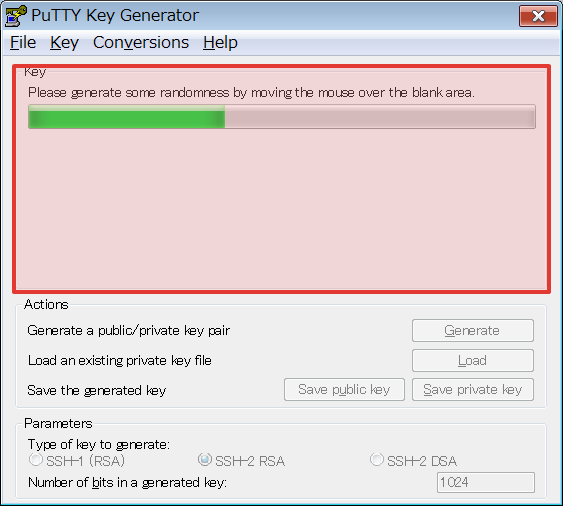 PuTTY Key Generator
File Key Conversions Help
Key
Please generate some randomness by moving the mouse over the blank area.
Actions
Generate a public/private key pair
Generate
Load an existing private key file
Load
Save the generated key
Save public key
Save private key
Parameters
Type of key to generate:
SSH-1 (RSA)
SSH-2 RSA
SSH-2 DSA
Number of bits in a generated key:
1024